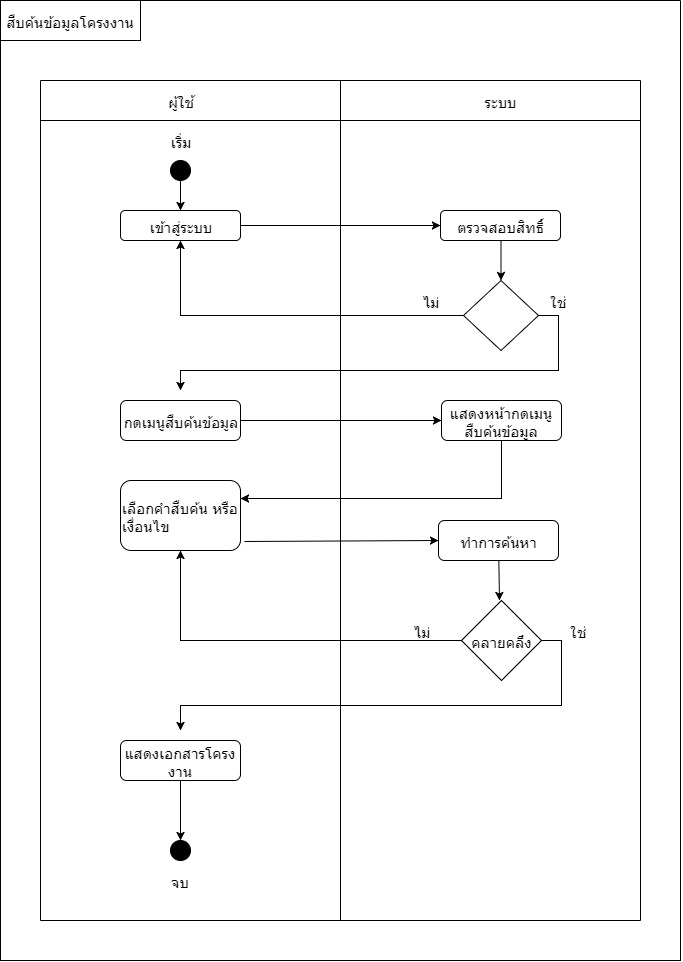 สืบค้นข้อมูลโครงงาน
ผู้ใช้
ระบบ
เริ่ม
เข้าสู่ระบบ
ตรวจสอบสิทธิ์
ไม่
ใช่
กดเมนูสืบค้นข้อมูล
แสดงหน้ากดเมนู
สืบค้นข้อมูล
เลือกคำสืบค้น หรือ
เงื่อนไข
ทำการค้นหา
ไม่
คลายคลึง
ใช่
แสดงเอกสารโครง
งาน
จบ